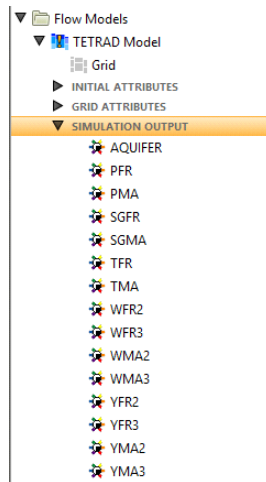 Flow Models
TETRAD Model
Grid
INITIAL ATTRIBUTES
GRID ATTRIBUTES
SIMULATION OUTPUT
AQUIFER
PFR
PMA
SGFR
SGMA
TFR
TMA
WFR2
WFR3
WMA2
WMA3
YFR2
YFR3
YMA2
YMA3